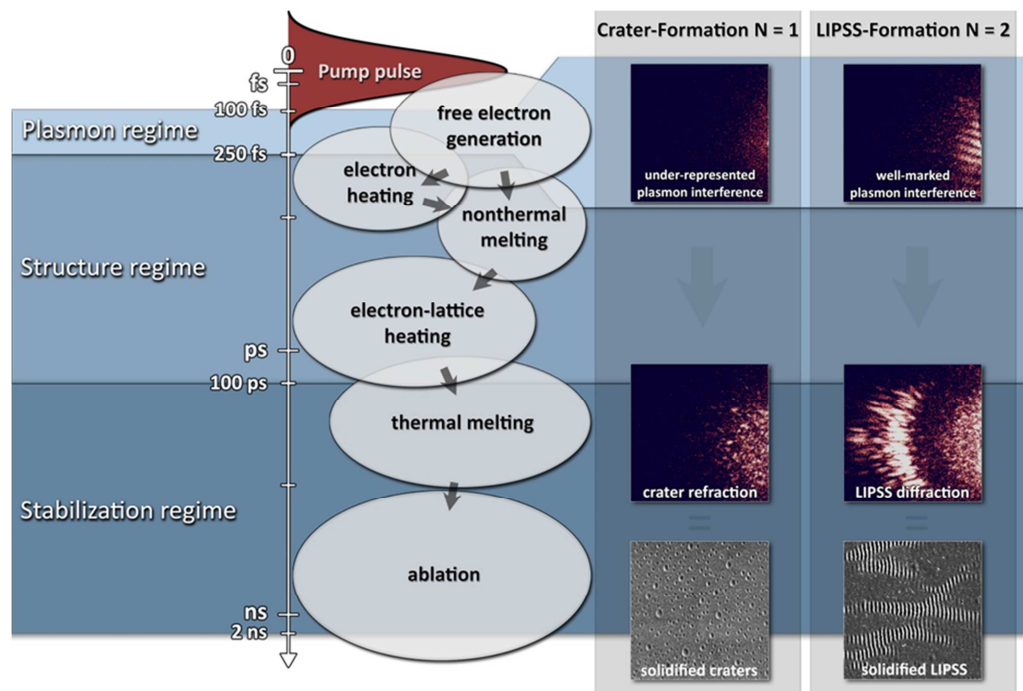 Crater-Formation N = 1
LIPSS-Formation N = 2
0
Pump pulse
fs
100 fs
Plasmon regime
250 fs
free electron
generation
electron
heating
nonthermal
melting
under-represented
plasmon interference
well-marked
plasmon interference
Structure regime
electron-lattice
heating
ps
100 ps
thermal melting
crater refraction
LIPSS diffraction
Stabilization regime
=
=
ablation
ns
2 ns
solidified craters
solidified LIPSS